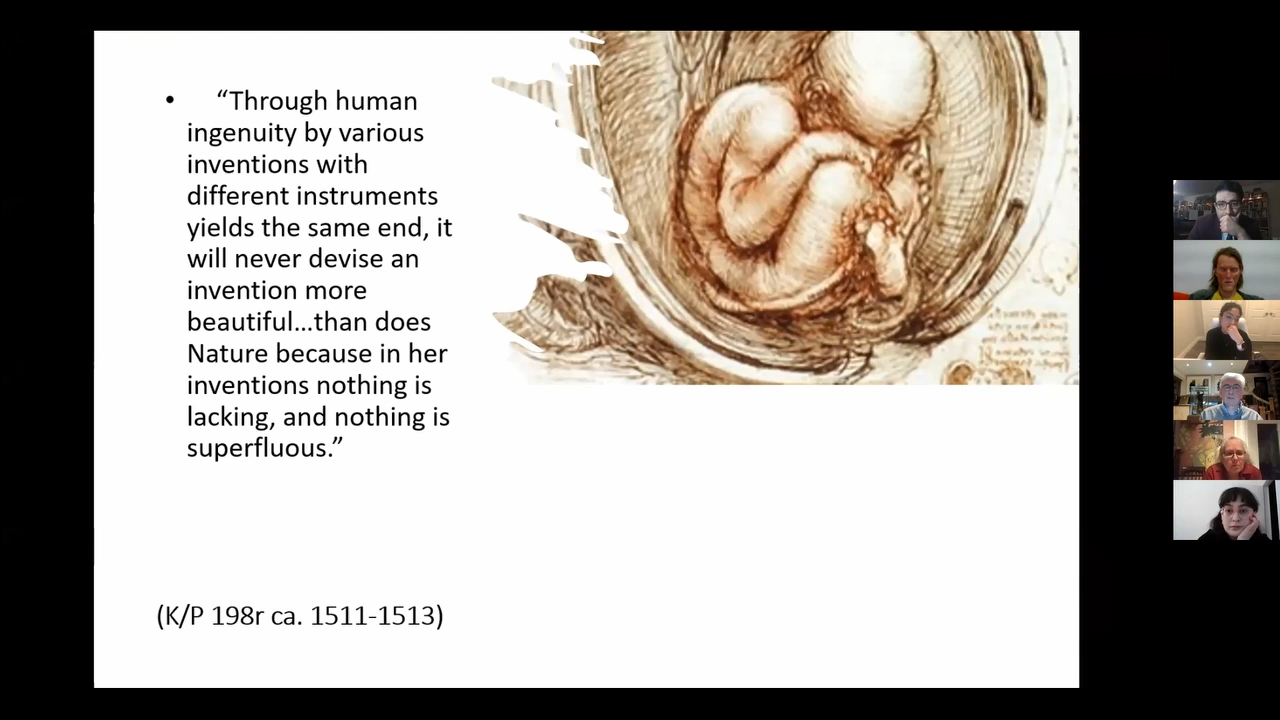 • “Through human
ingenuity by various
inventions with
different instruments
yields the same end, it
will never devise an
invention more
beautiful...than does
Nature because in her
inventions nothing is
lacking, and nothing is
superfluous.”
(K/P 198r ca. 1511-1513)